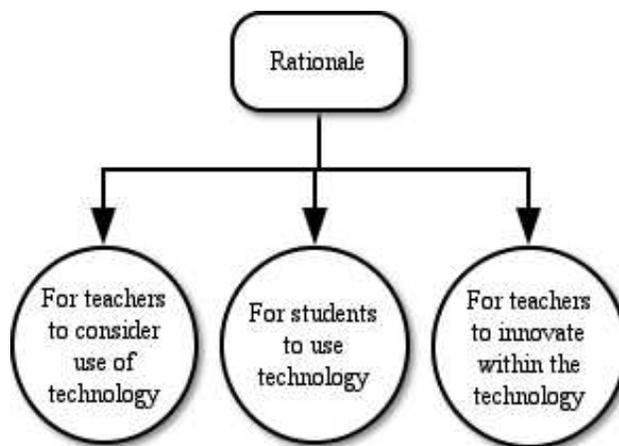 Rationale
For teachers
to consider
use of
technology
For students
to use
technology
For teachers
to innovate
within the
technology